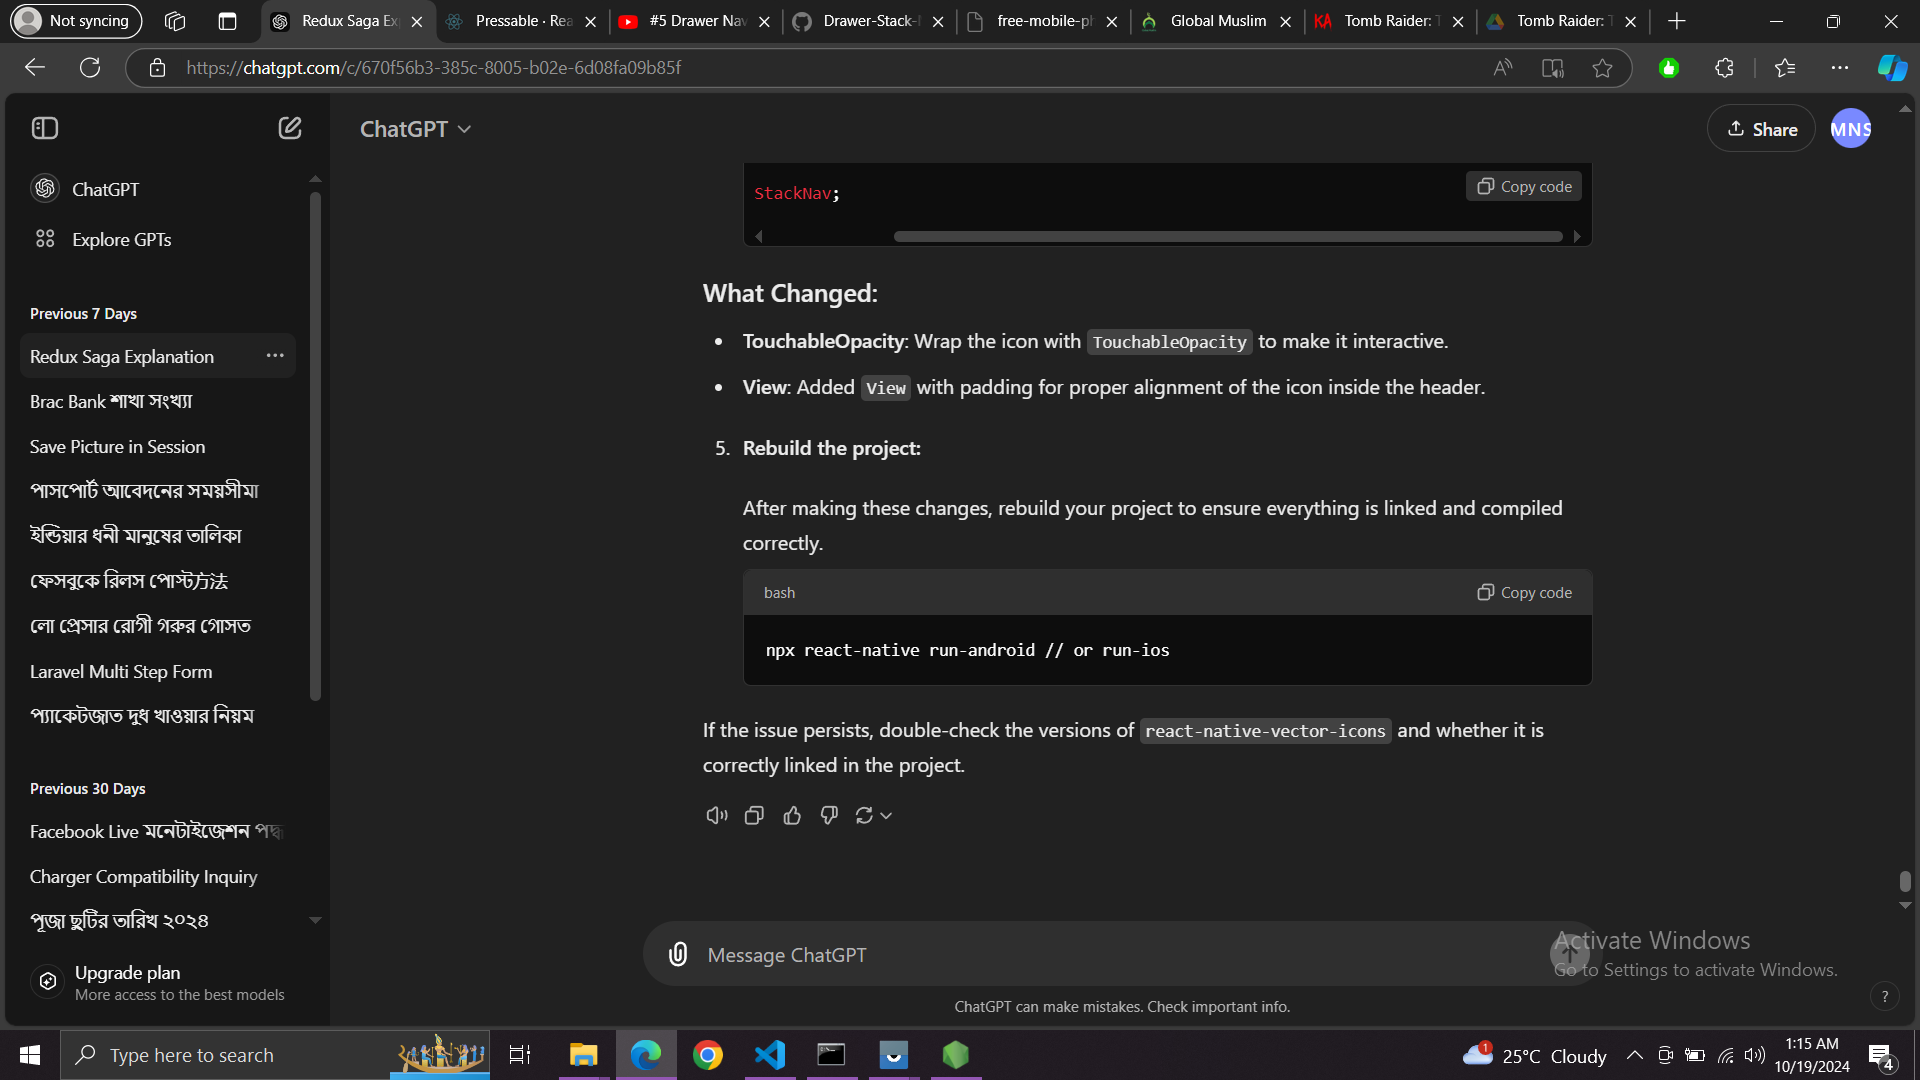 Not syncing
Redux Saga Ex
Pressable · Rea
#5 Drawer Nav
Drawer-Stack-
free-mobile-ph
Global Muslim
Tomb Raider: T
Tomb Raider: T
https://chatgpt.com/c/670f56b3-385c-8005-b02e-6d08fa09b85f
ChatGPT
Share
MNS
ChatGPT
Explore GPTs
Previous 7 Days
Redux Saga Explanation
Brac Bank শাখা সংখ্যা
Save Picture in Session
পাসপোর্ট আবেদনের সময়সীমা
ইন্ডিয়ার ধনী মানুষের তালিকা
ফেসবুকে রিলস পোস্ট方法
লো প্রেসার রোগী গরুর গোসত
Laravel Multi Step Form
প্যাকেটজাত দুধ খাওয়ার নিয়ম
Previous 30 Days
Facebook Live মনেটাইজেশন পদ্ধ
Charger Compatibility Inquiry
পূজা ছুটির তারিখ ২০২৪
Upgrade plan
More access to the best models
StackNav;
Copy code
What Changed:
• TouchableOpacity: Wrap the icon with TouchableOpacity to make it interactive.
• View: Added View with padding for proper alignment of the icon inside the header.
5. Rebuild the project:
After making these changes, rebuild your project to ensure everything is linked and compiled
correctly.
bash
Copy code
npx react-native run-android // or run-ios
If the issue persists, double-check the versions of react-native-vector-icons and whether it is
correctly linked in the project.
Message ChatGPT
Activate Windows
Go to Settings to activate Windows.
ChatGPT can make mistakes. Check important info.
?
Type here to search
1
25°C Cloudy
1:15 AM
10/19/2024
4